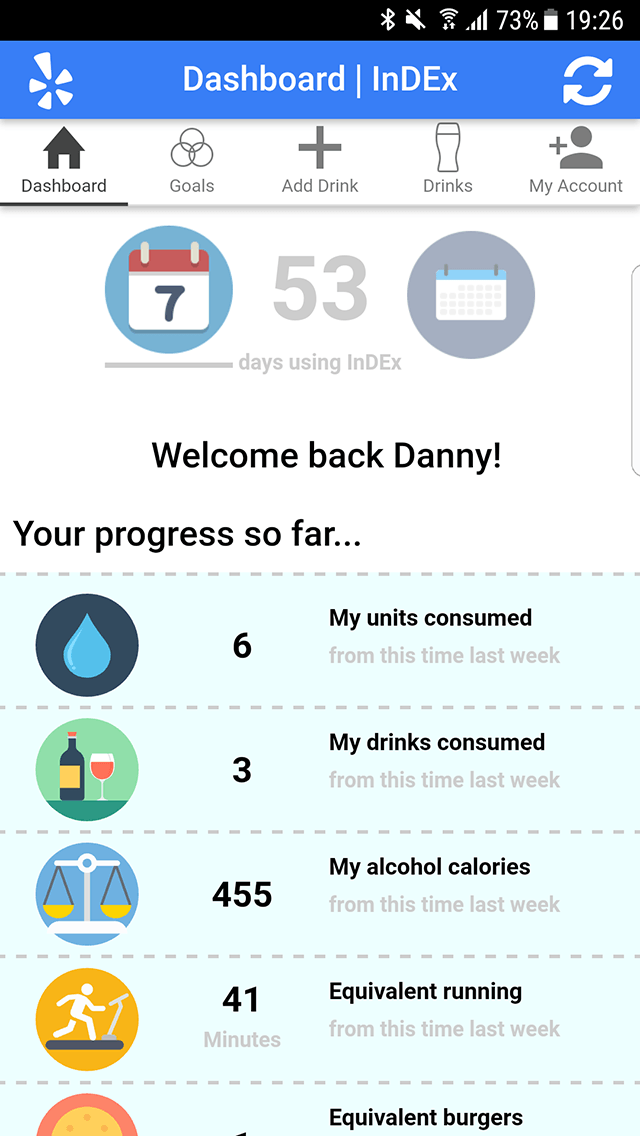 73% 19:26
Dashboard | InDEx
Dashboard Goals Add Drink Drinks My Account
7
53
days using InDEx
Welcome back Danny!
Your progress so far...
6
My units consumed
from this time last week
3
My drinks consumed
from this time last week
455
My alcohol calories
from this time last week
41
Minutes
Equivalent running
from this time last week
Equivalent burgers